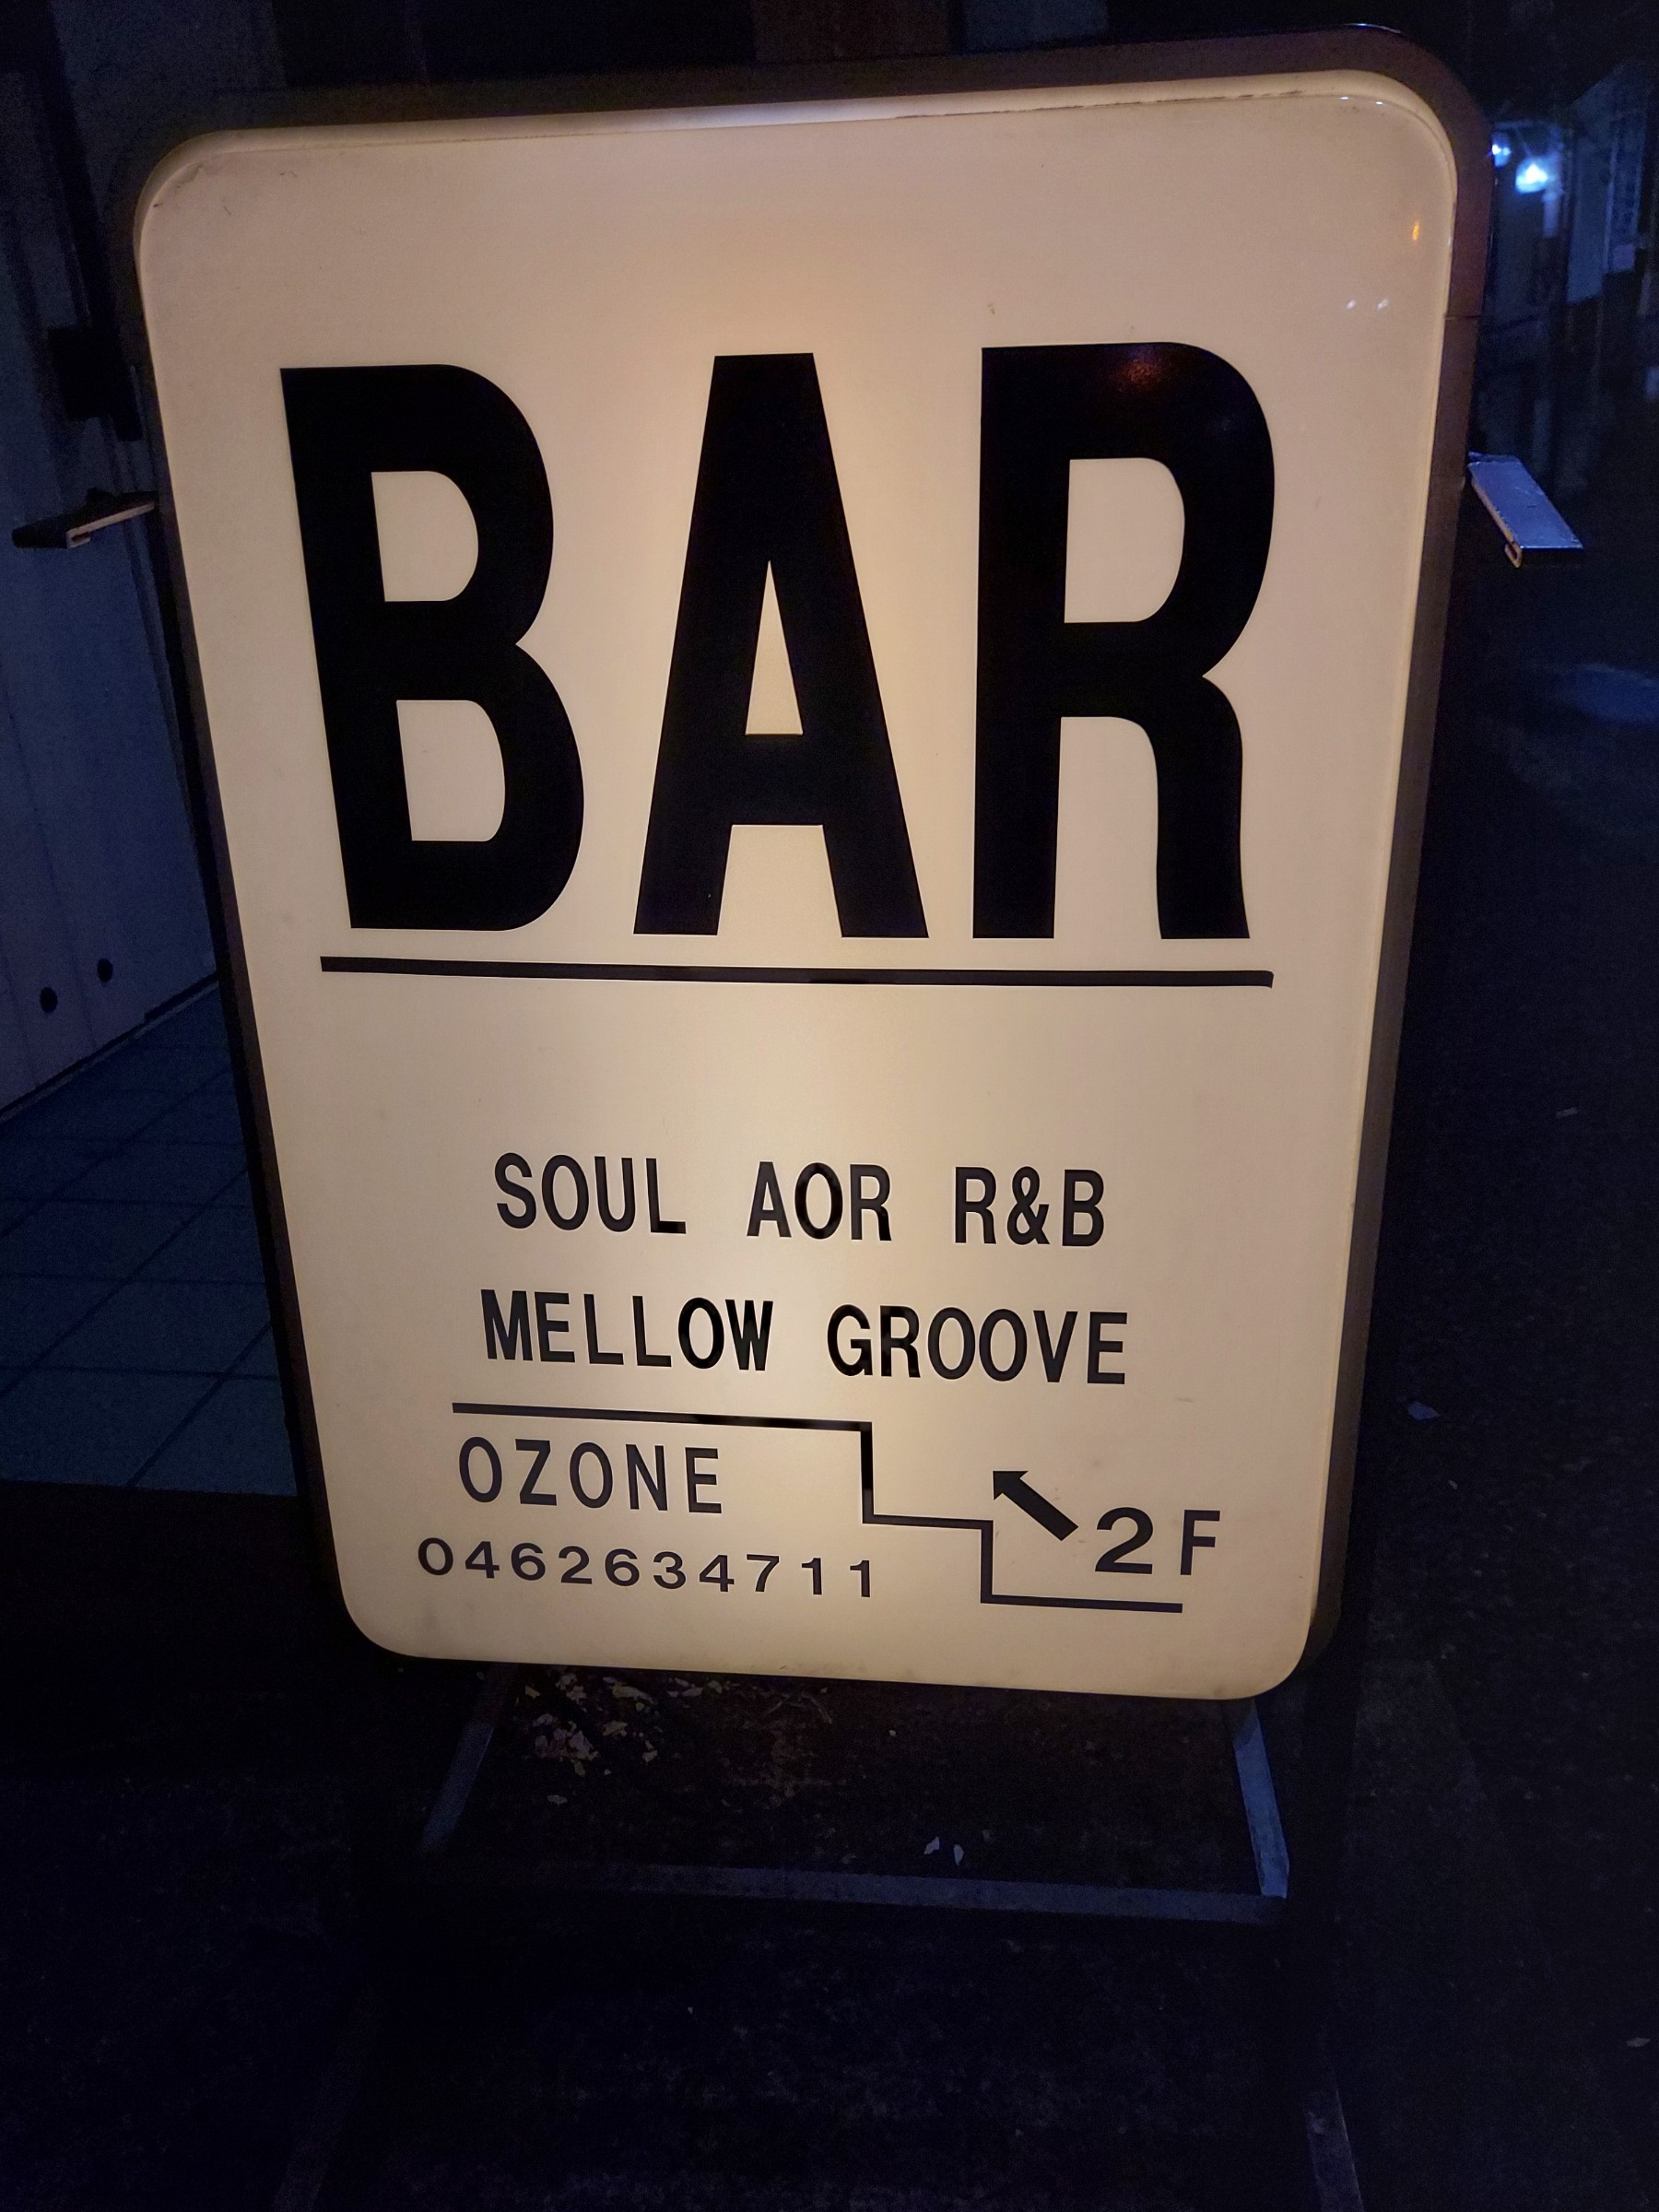 BAR
SOUL AOR R&B
MELLOW GROOVE
OZONE
2F
0462634711